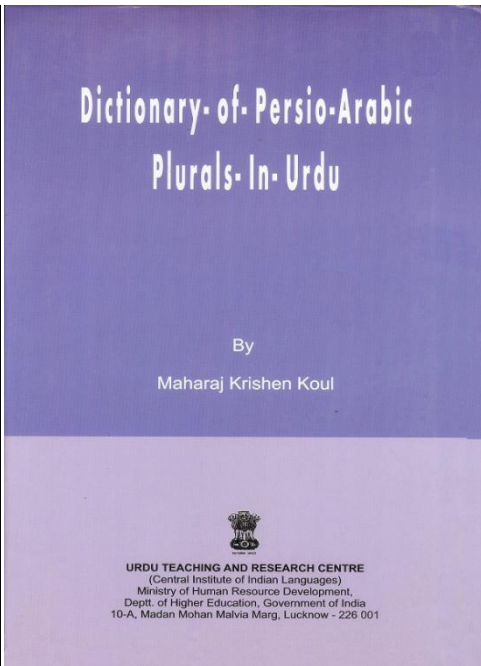 Dictionary- of- Persio-Arabic
Plurals- In- Urdu
By
Maharaj Krishen Koul
URDU TEACHING AND RESEARCH CENTRE
(Central Institute of Indian Languages)
Ministry of Human Resource Development,
Deptt. of Higher Education, Government of India
10-A, Madan Mohan Malvia Marg, Lucknow - 226 001